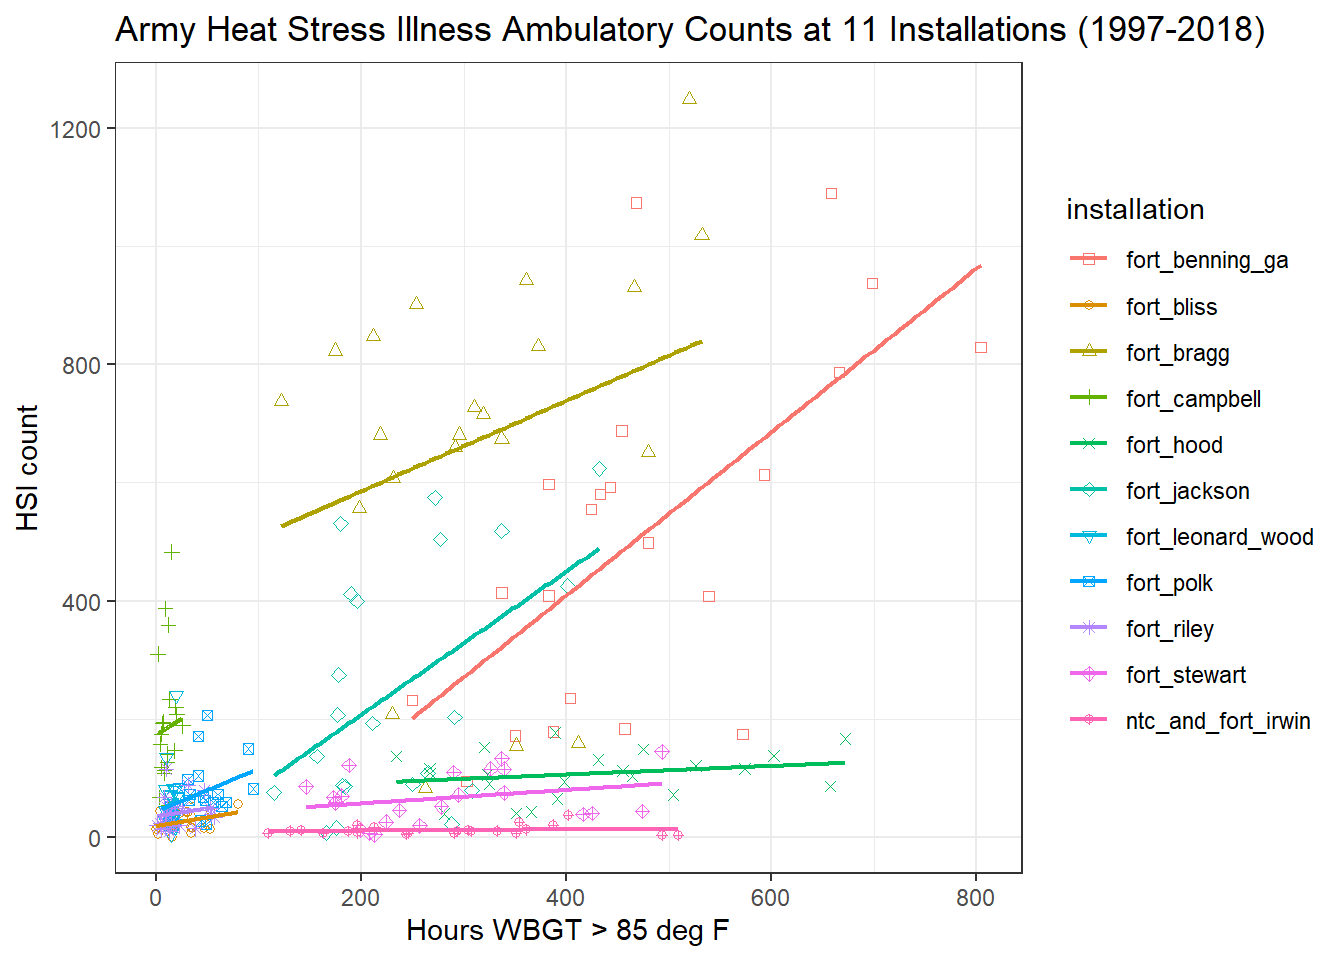 Army Heat Stress Illness Ambulatory Counts at 11 Installations (1997-2018)
HSI count
1200
800
400
0
0
200
400
600
800
Hours WBGT > 85 deg F
installation
fort_benning_ga
fort_bliss
fort_bragg
fort_campbell
fort_hood
fort_jackson
fort_leonard_wood
fort_polk
fort_riley
fort_stewart
ntc_and_fort_irwin